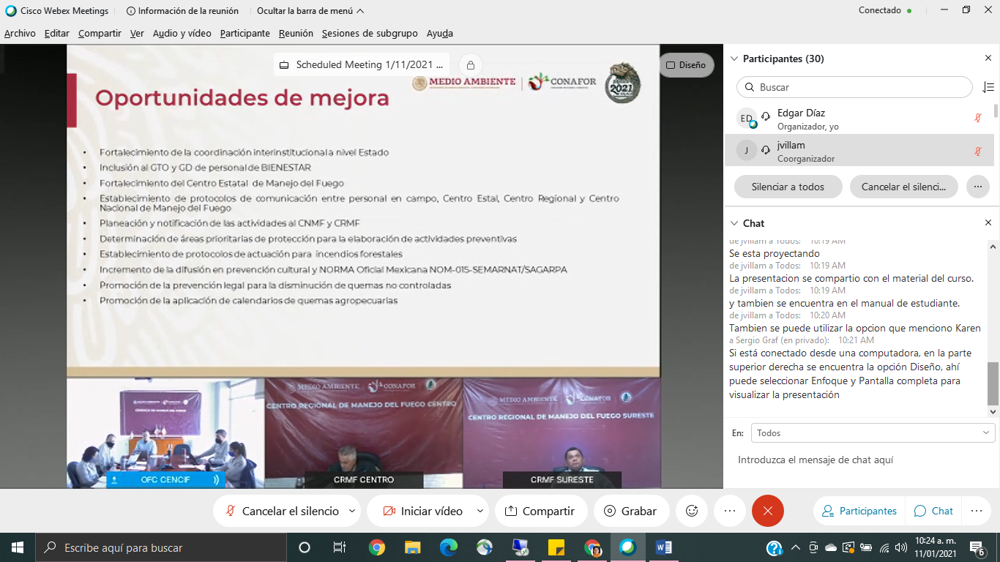 Cisco Webex Meetings
Información de la reunión
Ocultar la barra de menú
Conectado
Archivo Editar Compartir Ver Audio y vídeo Participante Reunión Sesiones de subgrupo Ayuda
Scheduled Meeting 1/11/2021 ...
Diseño
MEDIO AMBIENTE
CONAFOR
2021
Oportunidades de mejora
• Fortalecimiento de la coordinación interinstitucional a nivel Estado
• Inclusión al GTO y GD de personal de BIENESTAR
• Fortalecimiento del Centro Estatal de Manejo del Fuego
• Establecimiento de protocolos de comunicación entre personal en campo, Centro Estal, Centro Regional y Centro
Nacional de Manejo del Fuego
• Planeación y notificación de las actividades al CNMF y CRMF
• Determinación de áreas prioritarias de protección para la elaboración de actividades preventivas
• Establecimiento de protocolos de actuación para incendios forestales
• Incremento de la difusión en prevención cultural y NORMA Oficial Mexicana NOM-015-SEMARNAT/SAGARPA
• Promoción de la prevención legal para la disminución de quemas no controladas
• Promoción de la aplicación de calendarios de quemas agropecuarias
GERENCIA DE MANEJO DEL FUEGO
OFC CENCIF
MEDIO AMBIENTE
CONAFOR
CENTRO REGIONAL DE MANEJO DEL FUEGO CENTRO
CRMF CENTRO
MEDIO AMBIENTE
CONAFOR
CENTRO REGIONAL DE MANEJO DEL FUEGO SURESTE
CRMF SURESTE
Participantes (30)
Buscar
ED
Edgar Díaz
Organizador, yo
J
jvillam
Coorganizador
Silenciar a todos
Cancelar el silenci...
Chat
de jvillam a Todos: 10:19 AM
Se esta proyectando
de jvillam a Todos: 10:19 AM
La presentacion se compartio con el material del curso.
de jvillam a Todos: 10:19 AM
y tambien se encuentra en el manual de estudiante.
de jvillam a Todos: 10:20 AM
Tambien se puede utilizar la opcion que menciono Karen
a Sergio Graf (en privado): 10:21 AM
Si está conectado desde una computadora, en la parte
superior derecha se encuentra la opción Diseño, ahí
puede seleccionar Enfoque y Pantalla completa para
visualizar la presentación
En: Todos
Introduzca el mensaje de chat aquí
Cancelar el silencio
Iniciar vídeo
Compartir
Grabar
Participantes
Chat
Escribe aquí para buscar
10:24 a. m.
11/01/2021
6